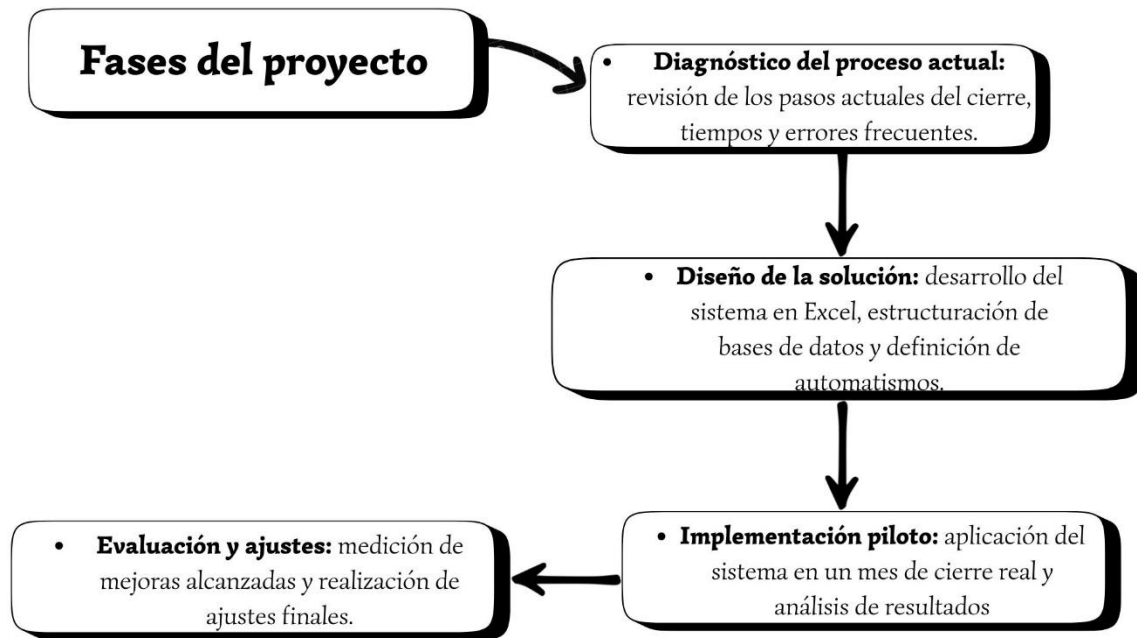 Fases del proyecto
• Diagnóstico del proceso actual:
revisión de los pasos actuales del cierre,
tiempos y errores frecuentes.
• Diseño de la solución: desarrollo del
sistema en Excel, estructuración de
bases de datos y definición de
automatismos.
• Implementación piloto: aplicación del
sistema en un mes de cierre real y
análisis de resultados
• Evaluación y ajustes: medición de
mejoras alcanzadas y realización de
ajustes finales.